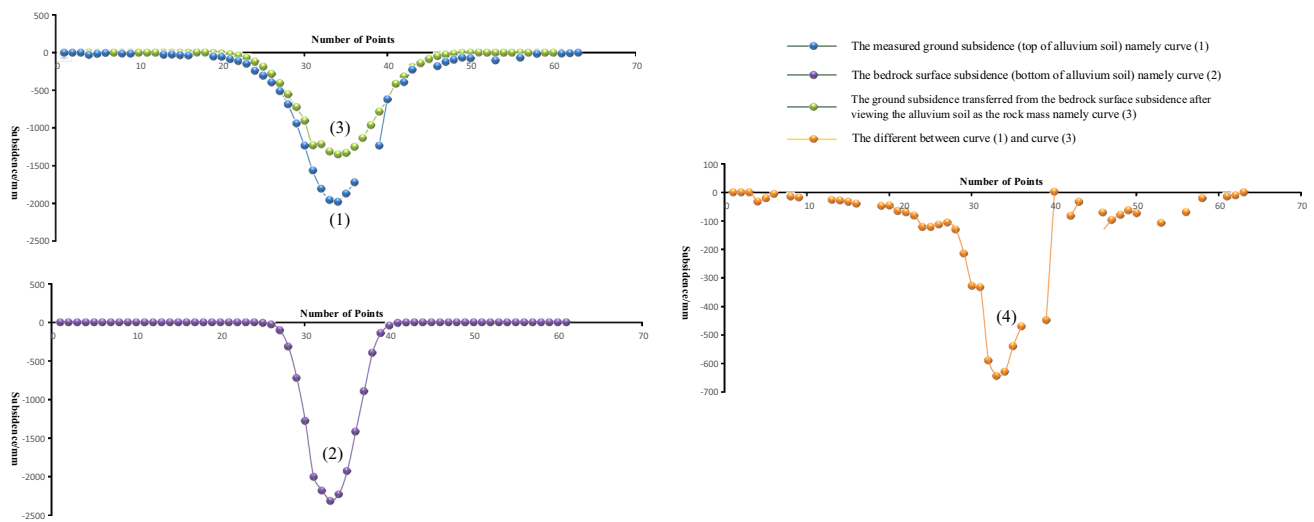 500
Number of Points
0
0 10 20 30 40 50 60 70
-500
-1000
-1500
-2000
-2500
Subsidence/mm
(3)
(1)
500
Number of Points
0
0 10 20 30 40 50 60 70
-500
-1000
-1500
-2000
-2500
Subsidence/mm
(2)
The measured ground subsidence (top of alluvium soil) namely curve (1)
The bedrock surface subsidence (bottom of alluvium soil) namely curve (2)
The ground subsidence transferred from the bedrock surface subsidence after
viewing the alluvium soil as the rock mass namely curve (3)
The different between curve (1) and curve (3)
100
Number of Points
0
0 10 20 30 40 50 60 70
-100
-200
-300
-400
-500
-600
-700
Subsidence/mm
(4)